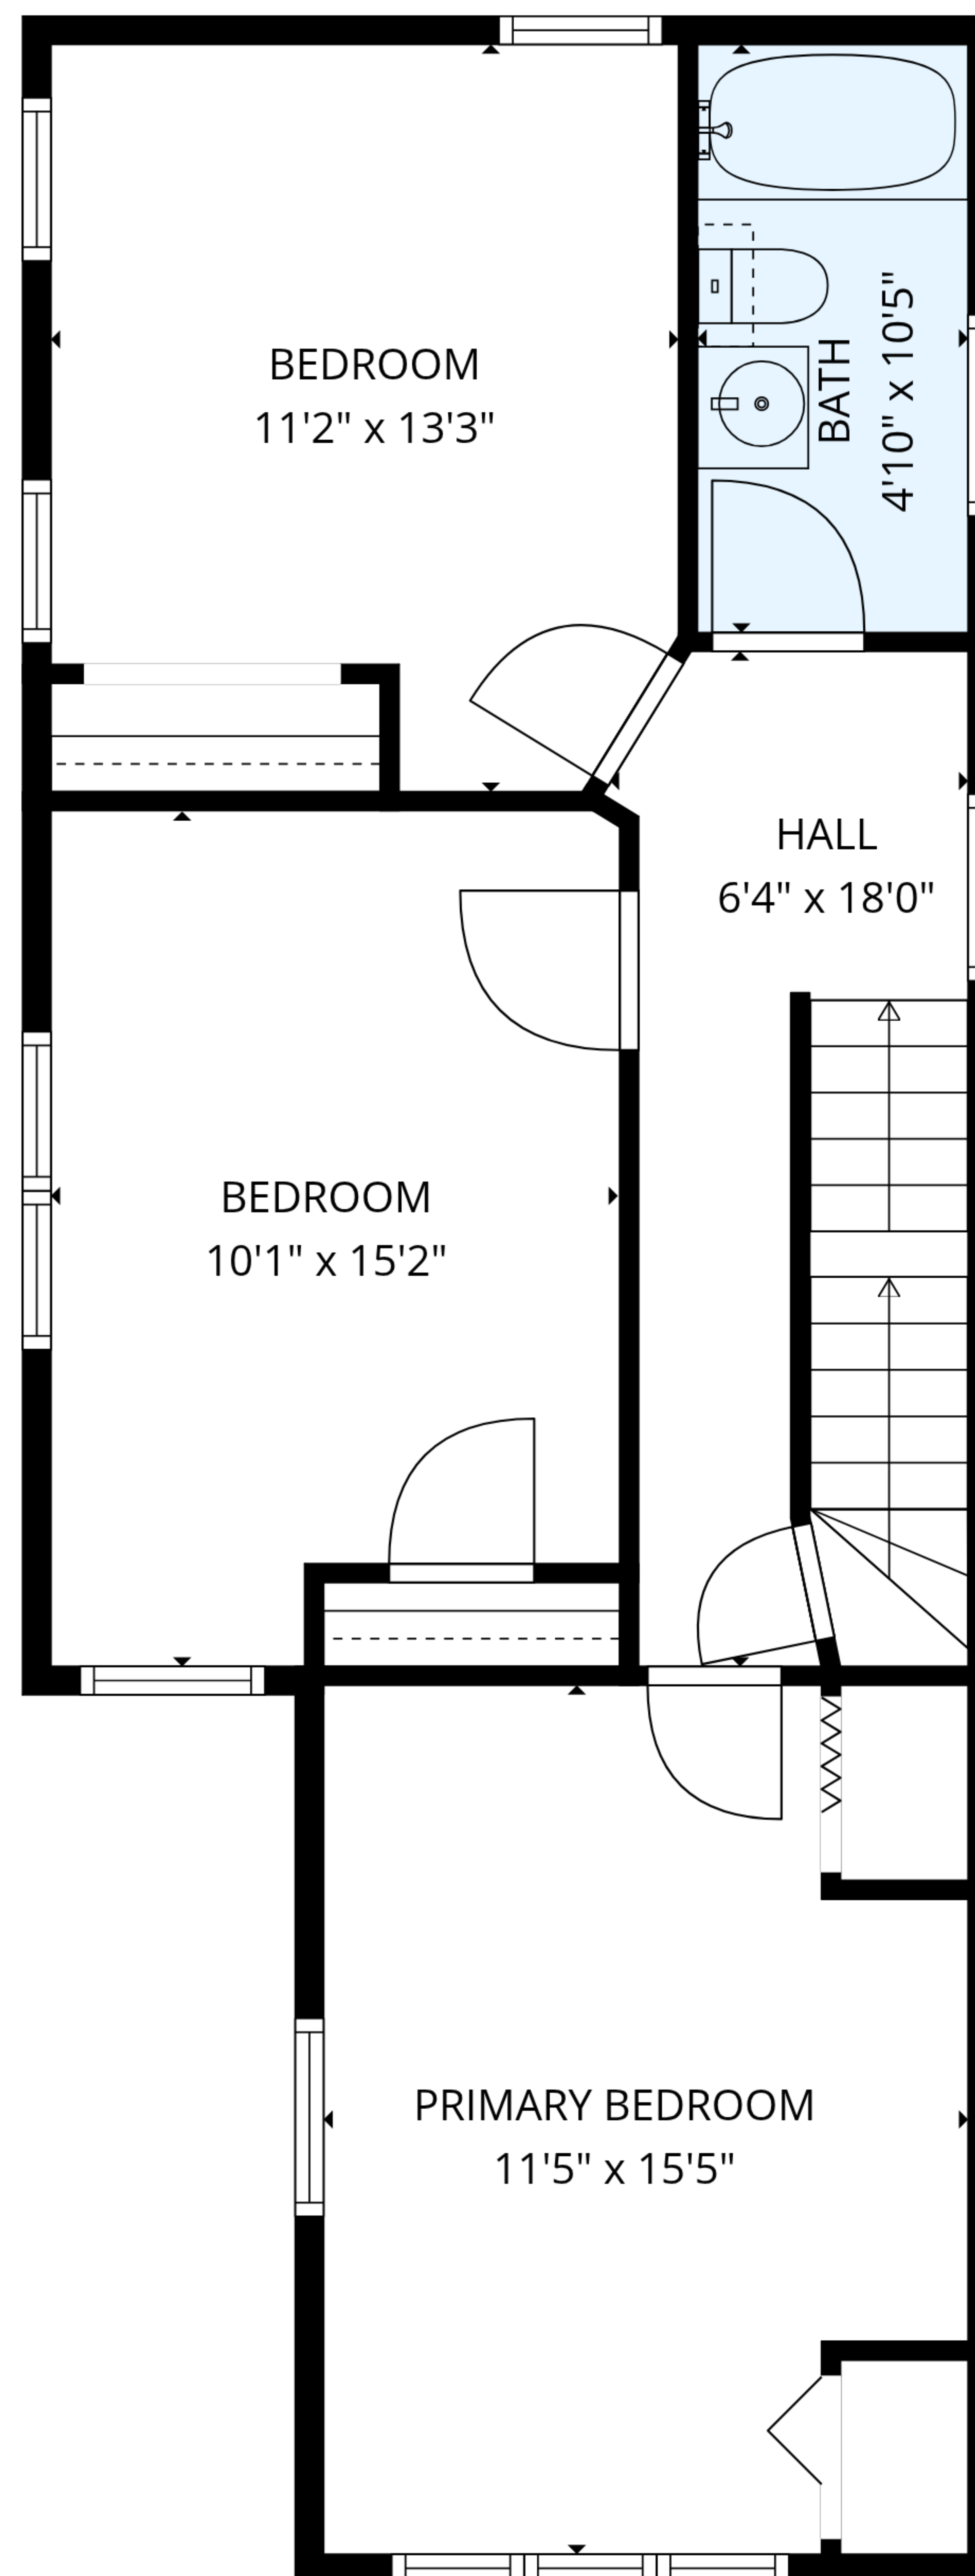 BEDROOM
11'2" x 13'3"
BATH
4'10" x 10'5"
HALL
6'4" x 18'0"
BEDROOM
10'1" x 15'2"
PRIMARY BEDROOM
11'5" x 15'5"